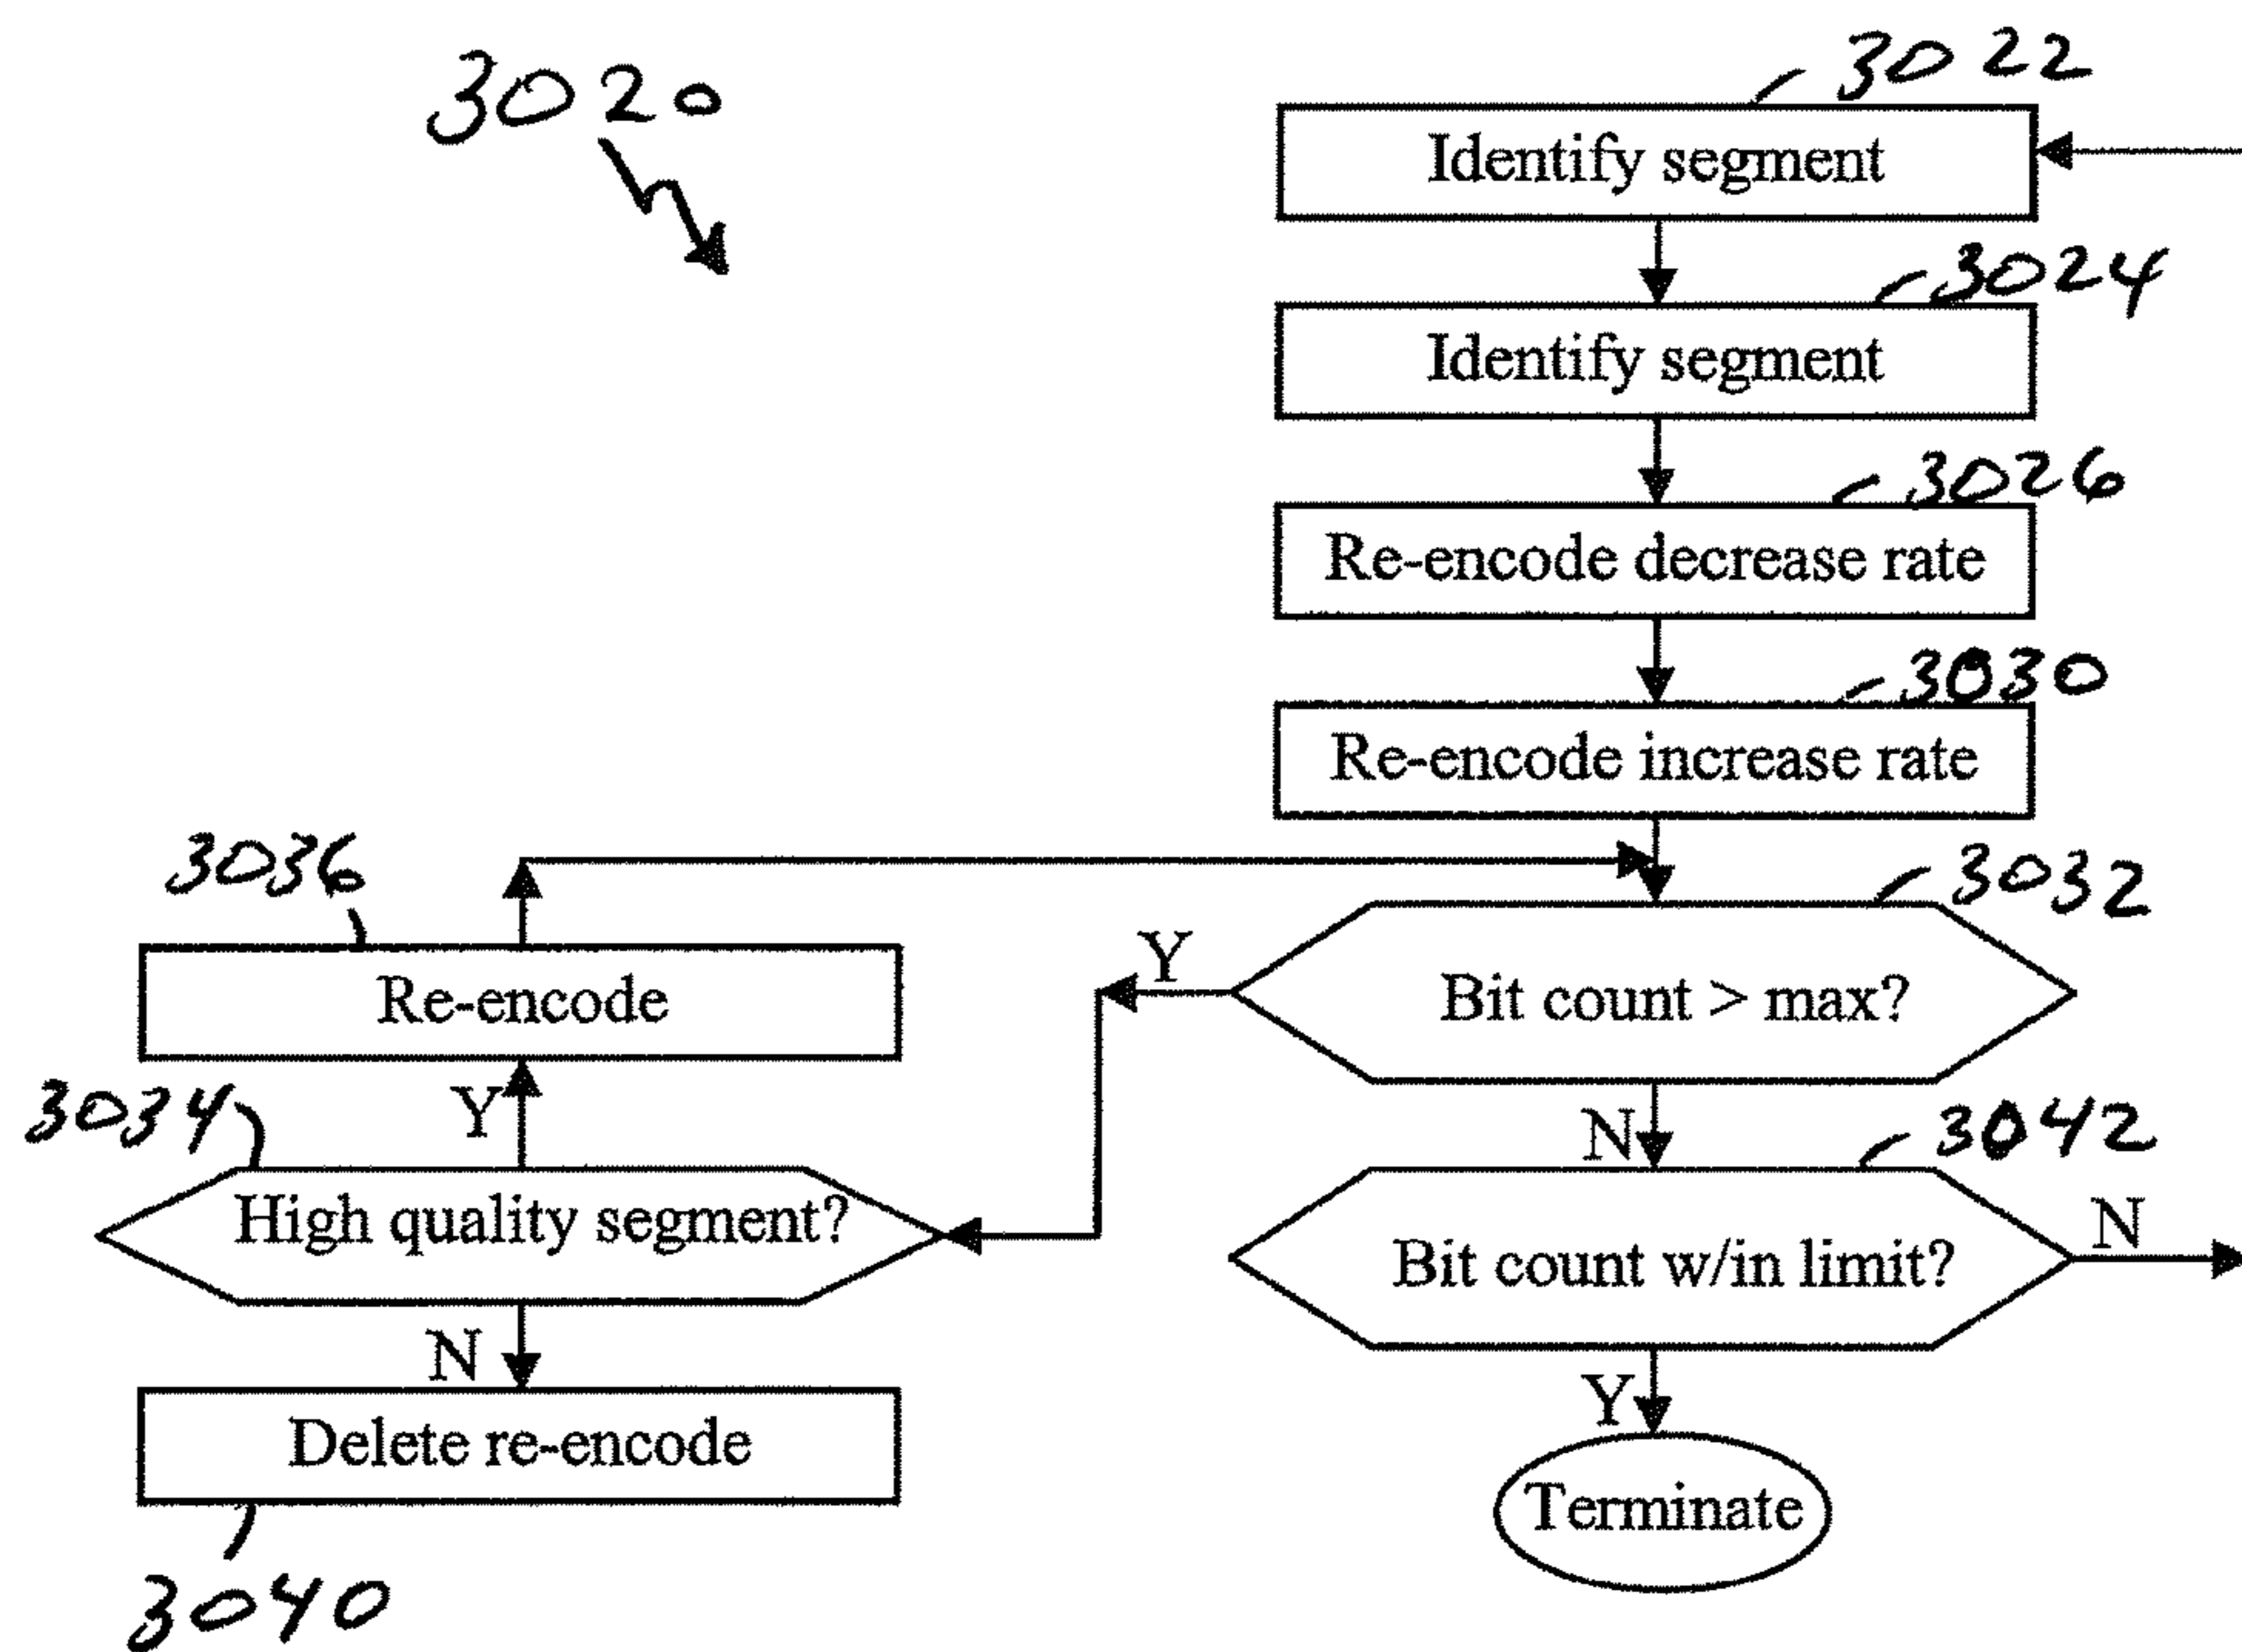 3020
3022
Identify segment
3024
Identify segment
3026
Re-encode decrease rate
3030
Re-encode increase rate
3036
3032
Re-encode
Y
Bit count > max?
3034
Y
N
3042
High quality segment?
Bit count w/in limit?
N
N
Y
Delete re-encode
Terminate
3040